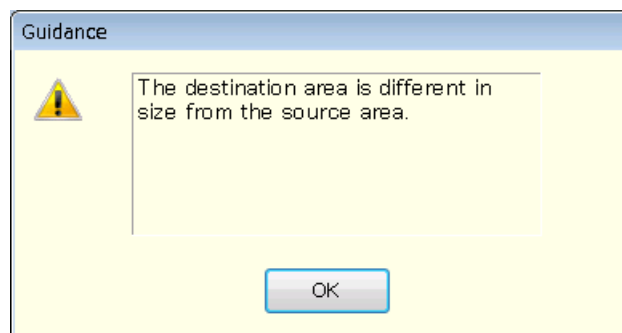 Guidance
The destination area is different in
size from the source area.
OK